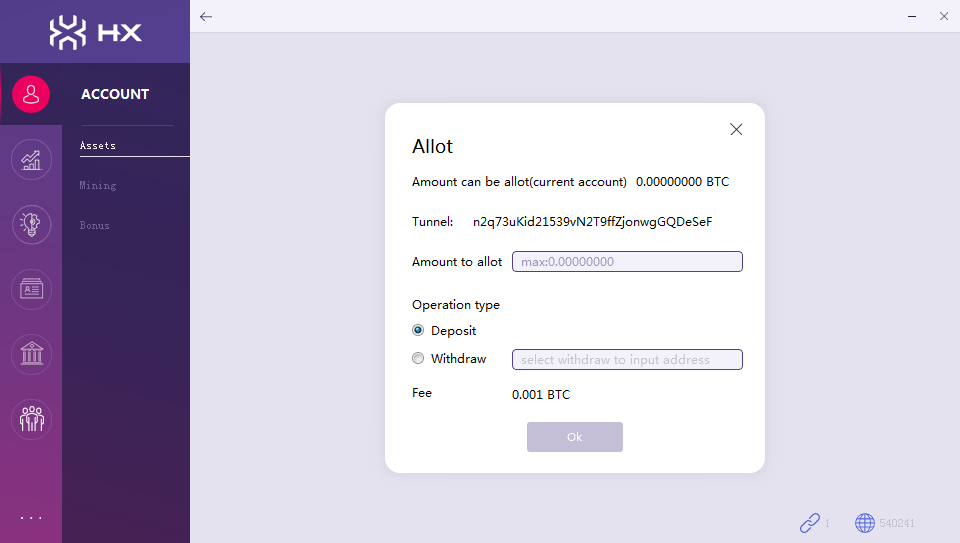 HX
ACCOUNT
Assets
Mining
Bonus
...
Allot
Amount can be allot(current account) 0.00000000 BTC
Tunnel: n2q73uKid21539vN2T9ffZjonwgGQDeSeF
Amount to allot max:0.00000000
Operation type
Deposit
Withdraw select withdraw to input address
Fee 0.001 BTC
Ok
1 540241